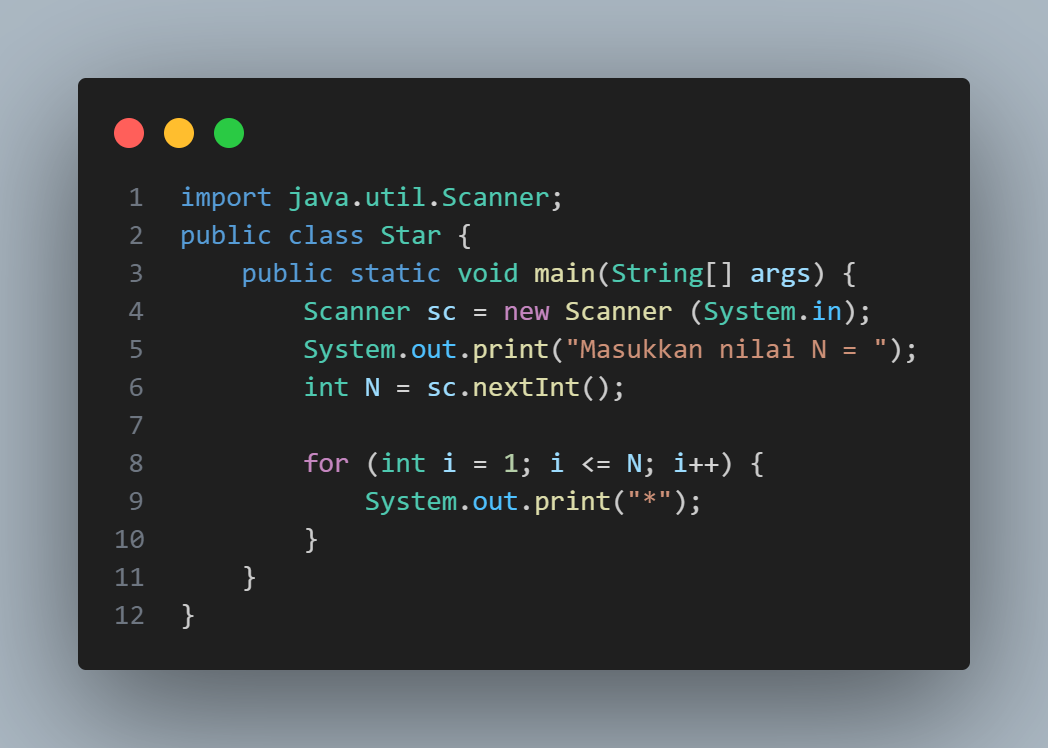 1 import java.util.Scanner;
2 public class Star {
3     public static void main(String[] args) {
4         Scanner sc = new Scanner (System.in);
5         System.out.print("Masukkan nilai N = ");
6         int N = sc.nextInt();
7
8         for (int i = 1; i <= N; i++) {
9             System.out.print("*");
10         }
11     }
12 }